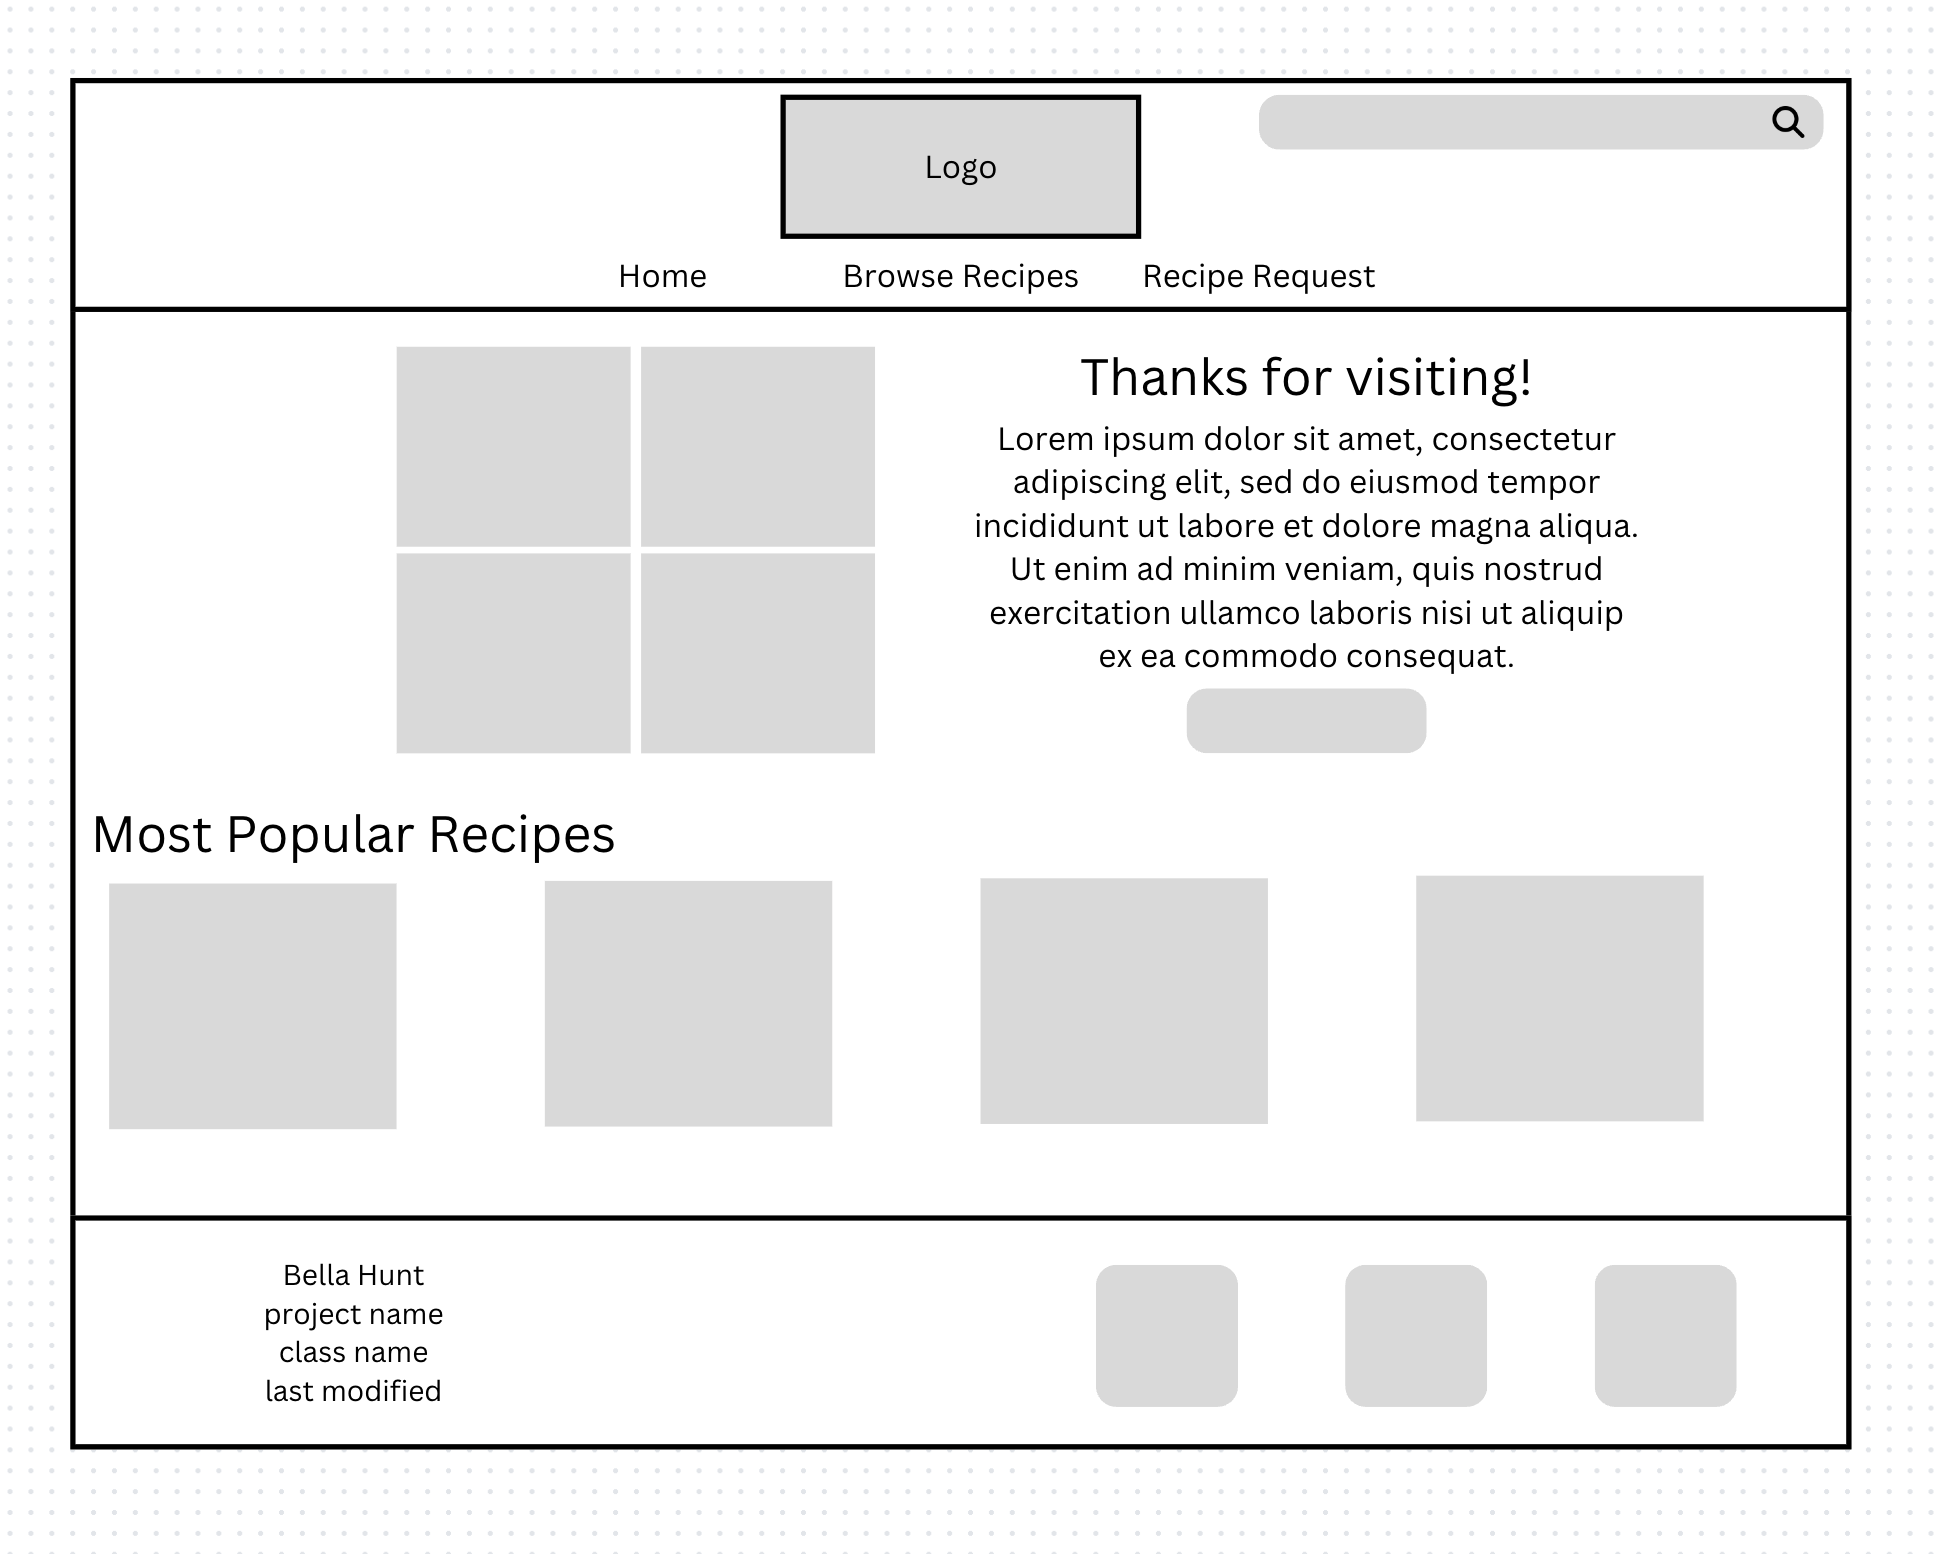 Logo
Home
Browse Recipes
Recipe Request
Thanks for visiting!
Lorem ipsum dolor sit amet, consectetur
adipiscing elit, sed do eiusmod tempor
incididunt ut labore et dolore magna aliqua.
Ut enim ad minim veniam, quis nostrud
exercitation ullamco laboris nisi ut aliquip
ex ea commodo consequat.
Most Popular Recipes
Bella Hunt
project name
class name
last modified